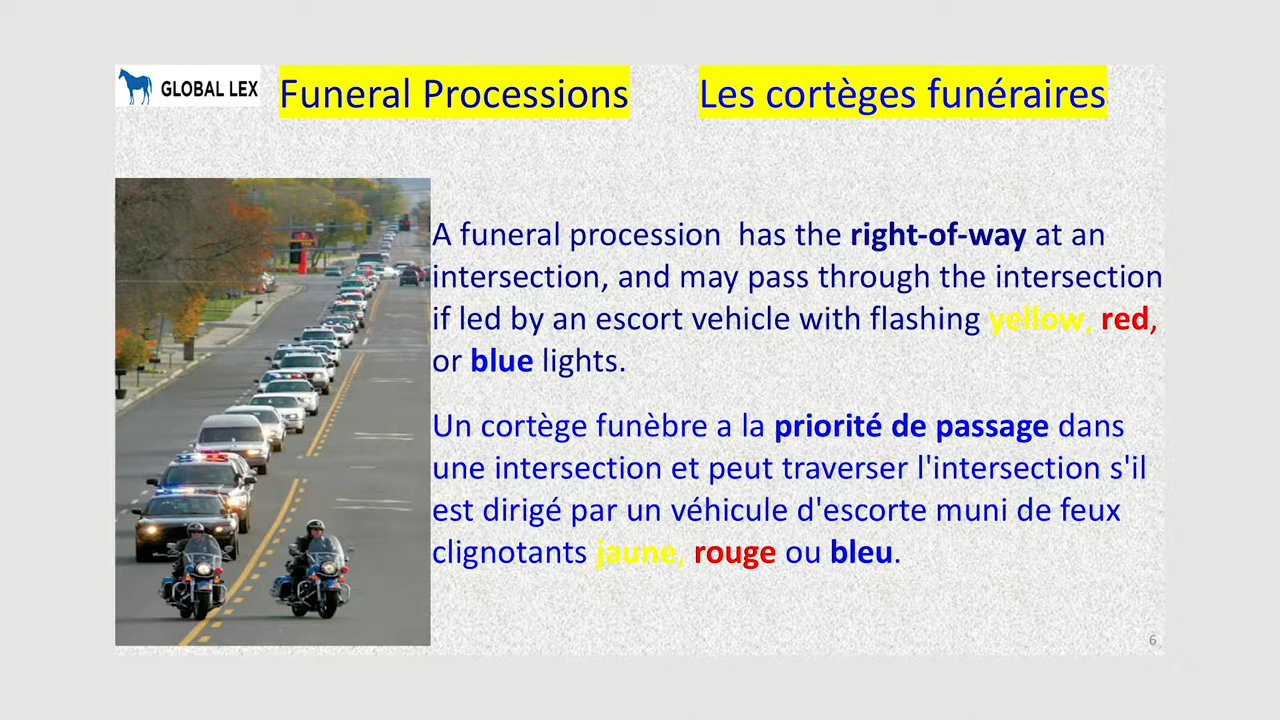 GLOBAL LEX
Funeral Processions
Les cortèges funéraires
A funeral procession has the right-of-way at an
intersection, and may pass through the intersection
if led by an escort vehicle with flashing yellow, red,
or blue lights.
Un cortège funèbre a la priorité de passage dans
une intersection et peut traverser l'intersection s'il
est dirigé par un véhicule d'escorte muni de feux
clignotants jaune, rouge ou bleu.
6